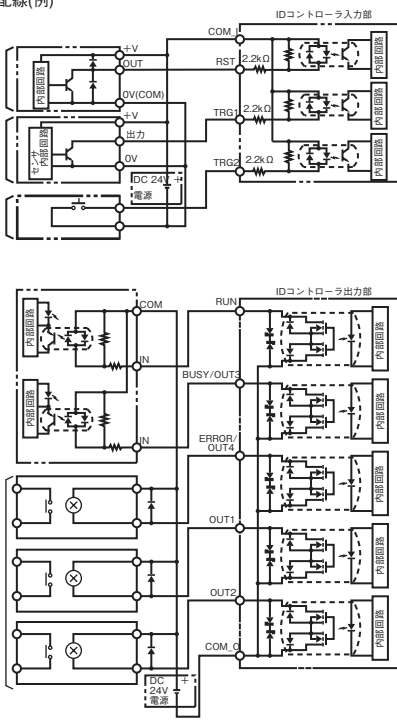 配線(例)
IDコントローラ入力部
COM_I
+V
OUT
RST
2.2kΩ
内部回路
内部回路
0V(COM)
+V
TRG1
2.2kΩ
内部回路
出力
センサ
内部回路
0V
TRG2
2.2kΩ
内部回路
DC 24V
+
電源
IDコントローラ出力部
COM
RUN
内部回路
内部回路
IN
BUSY/OUT3
内部回路
内部回路
IN
ERROR/
OUT4
内部回路
OUT1
内部回路
OUT2
内部回路
COM_O
DC
24V
電源
+